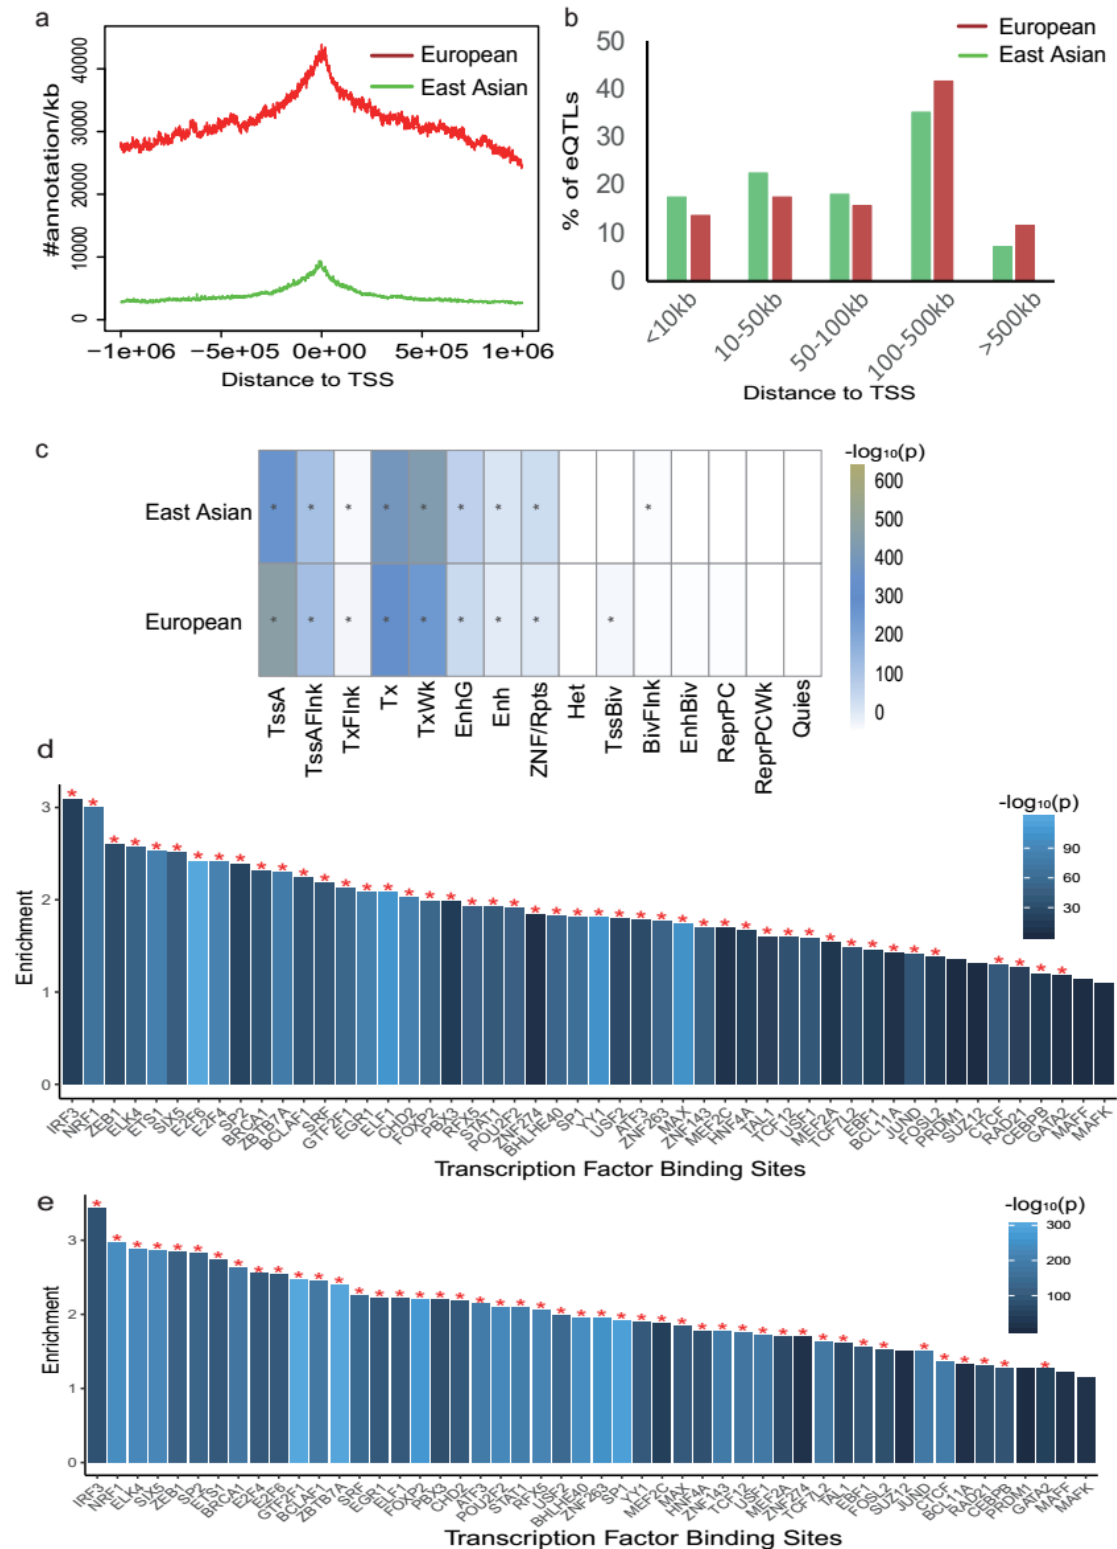 a
#annotation/kb
40000
30000
20000
10000
0
European
East Asian
−1e+06 −5e+05 0e+00 5e+05 1e+06
Distance to TSS
b
European
East Asian
% of eQTLs
50
40
30
20
10
0
<10kb
10-50kb
50-100kb
100-500kb
>500kb
Distance to TSS
c
-log₁₀(p)
600
500
400
300
200
100
0
East Asian
* * * * * * * * *
European
* * * * * * * * *
TssA
TssAFlnk
TxFlnk
Tx
TxWk
EnhG
Enh
ZNF/Rpts
Het
TssBiv
BivFlnk
EnhBiv
ReprPC
ReprPCWk
Quies
d
-log₁₀(p)
90
60
30
Enrichment
3
2
1
0
IRF3
NRF1
ZEB1
ELK4
ETS1
SIX5
E2F6
E2F4
SP2
BRCA1
ZBTB7A
BCLAF1
SRF
GTF2F1
EGR1
ELF1
CHD2
FOXP2
PBX3
RFX5
STAT1
POU2F2
ZNF274
BHLHE40
SP1
YY1
USF2
ATF3
ZNF263
MAX
ZNF143
MEF2C
HNF4A
TAL1
TCF12
USF1
MEF2A
TCF7L2
EBF1
BCL11A
JUND
FOSL2
PRDM1
SUZ12
CTCF
RAD21
CEBPB
GATA2
MAFF
MAFK
Transcription Factor Binding Sites
e
-log₁₀(p)
300
200
100
Enrichment
3
2
1
0
IRF3
NRF1
ELK4
SIX5
ZEB1
SP2
ETS1
BRCA1
E2F4
E2F6
GTF2F1
BCLAF1
ZBTB7A
SRF
EGR1
ELF1
FOXP2
PBX3
CHD2
ATF3
POU2F2
STAT1
RFX5
USF2
BHLHE40
ZNF263
SP1
YY1
MEF2C
MAX
HNF4A
ZNF143
TCF12
USF1
MEF2A
ZNF274
TCF7L2
TAL1
EBF1
FOSL2
SUZ12
JUND
CTCF
BCL11A
RAD21
CEBPB
PRDM1
GATA2
MAFF
MAFK
Transcription Factor Binding Sites